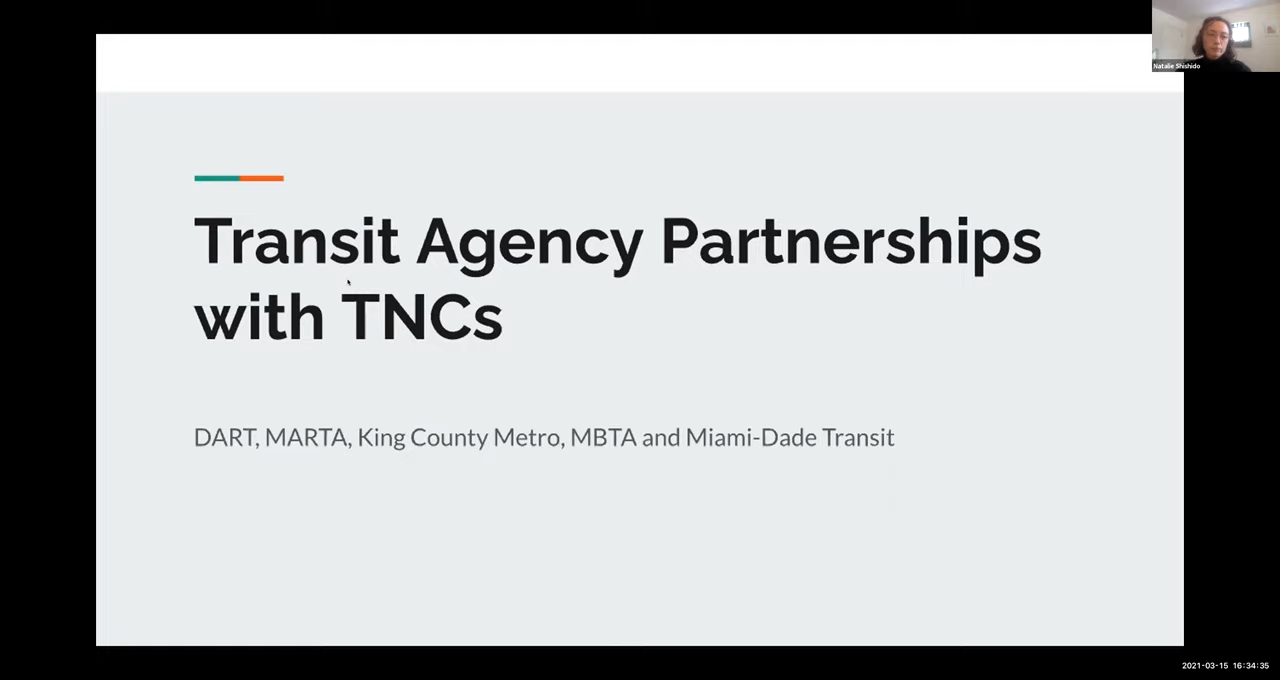 Natalie Shishido
Transit Agency Partnerships
with TNCs
DART, MARTA, King County Metro, MBTA and Miami-Dade Transit
2021-03-15 16:34:35